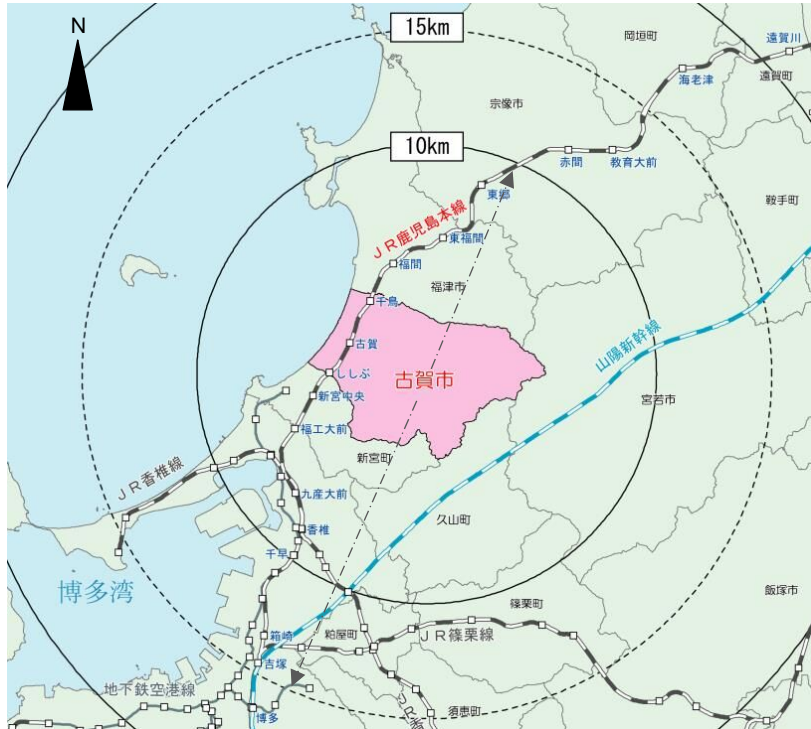 15km
岡垣町
遠賀川
N
海老津
遠賀町
宗像市
10km
赤間
教育大前
東郷
鞍手町
JR鹿児島本線
東福間
福間
福津市
千鳥
山陽新幹線
古賀
ししぶ
古賀市
新宮中央
宮若市
福工大前
新宮町
JR香椎線
九産大前
久山町
香椎
千早
博多湾
飯塚市
篠栗町
箱崎
粕屋町
JR篠栗線
吉塚
地下鉄空港線
博多
須恵町
JR香